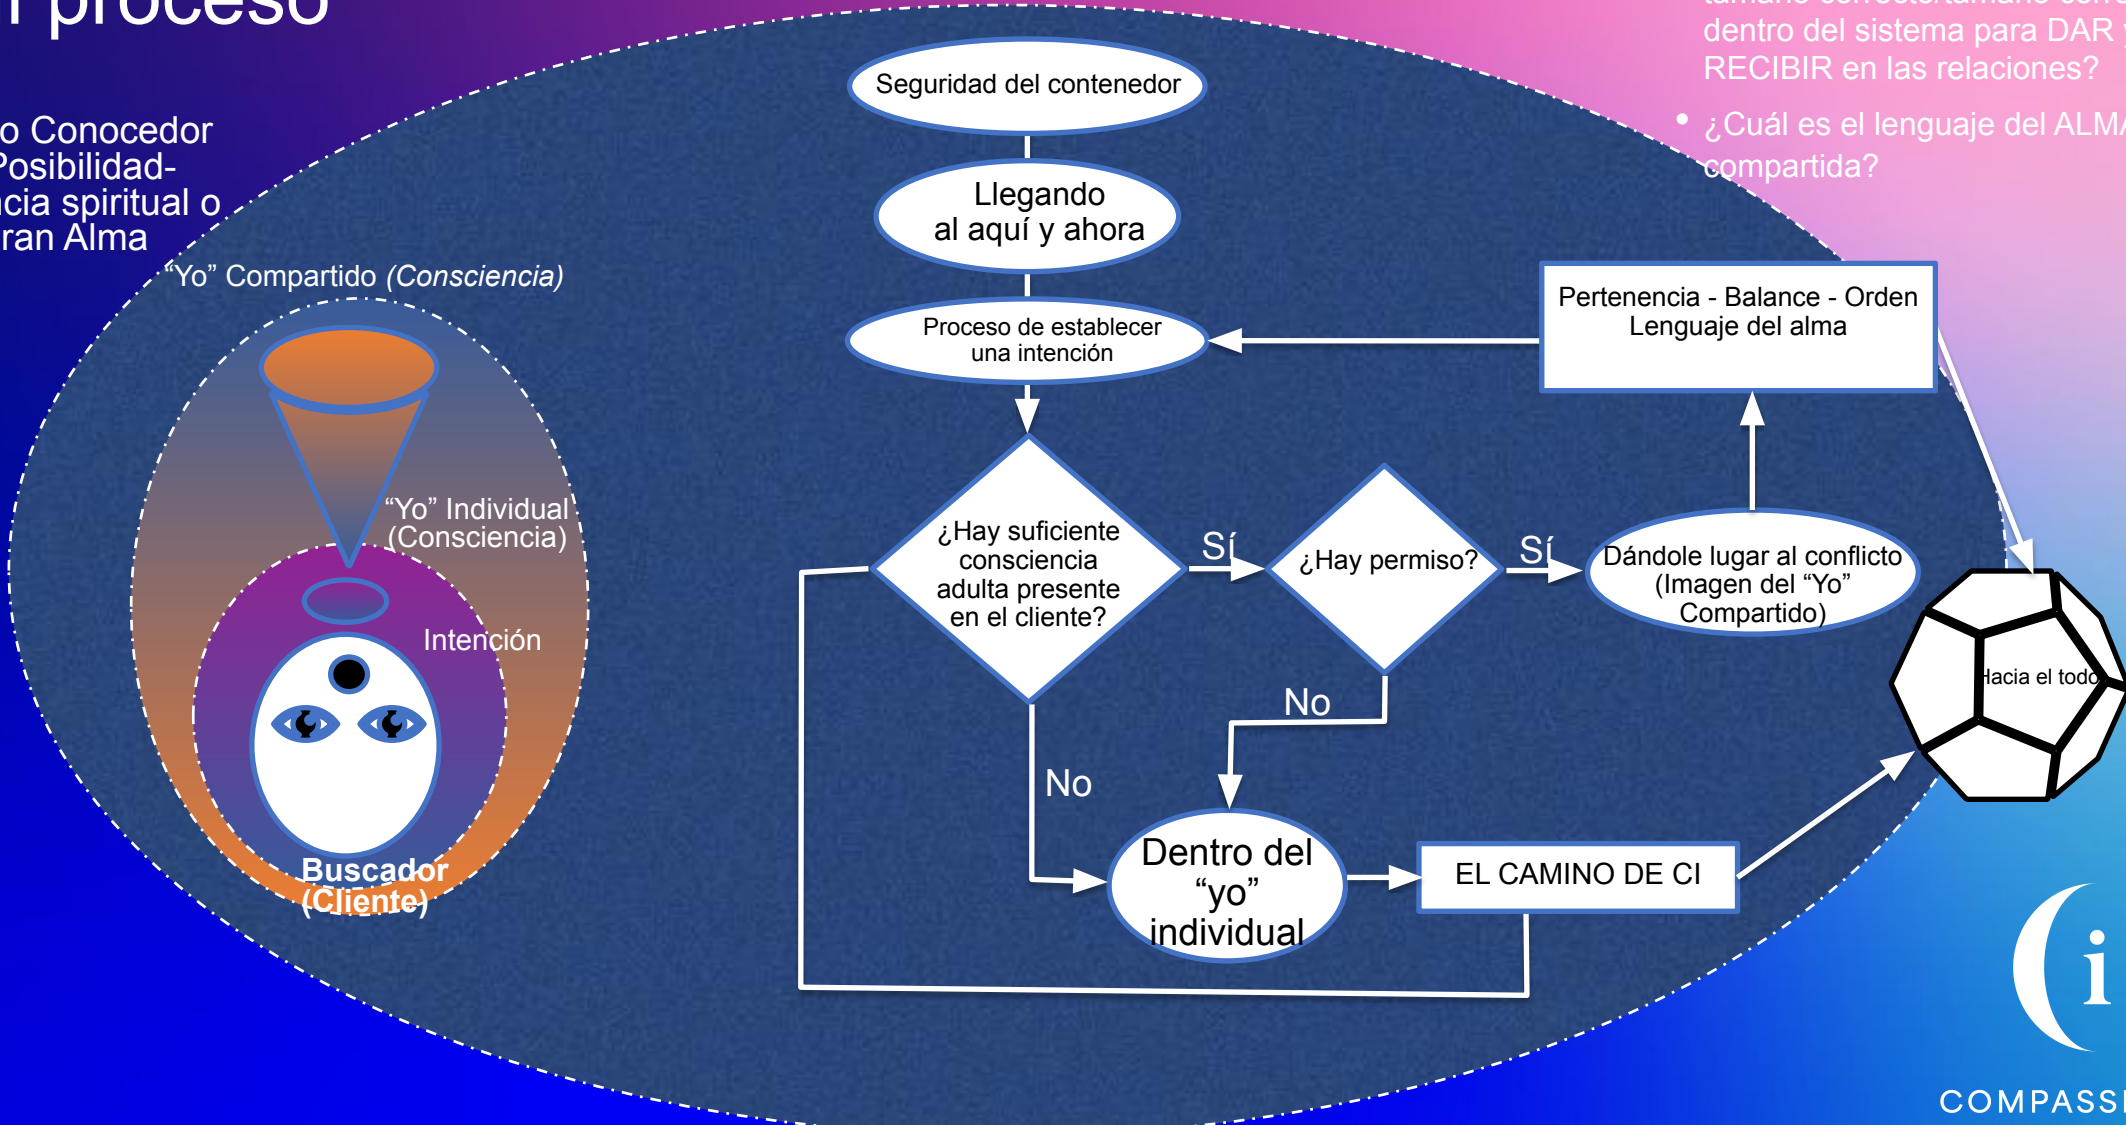 proceso
o Conocedor
Posibilidad-
ncia spiritual o
ran Alma
“Yo” Compartido (Consciencia)
“Yo” Individual
(Consciencia)
Intención
Buscador
(Cliente)
Seguridad del contenedor
Llegando
al aquí y ahora
Proceso de establecer
una intención
¿Hay suficiente
consciencia
adulta presente
en el cliente?
Sí
¿Hay permiso?
Sí
Dándole lugar al conflicto
(Imagen del “Yo”
Compartido)
Pertenencia - Balance - Orden
Lenguaje del alma
No
No
Dentro del
“yo”
individual
EL CAMINO DE CI
Hacia el todo
dentro del sistema para DAR y
RECIBIR en las relaciones?
• ¿Cuál es el lenguaje del ALMA
compartida?
i
COMPASSI